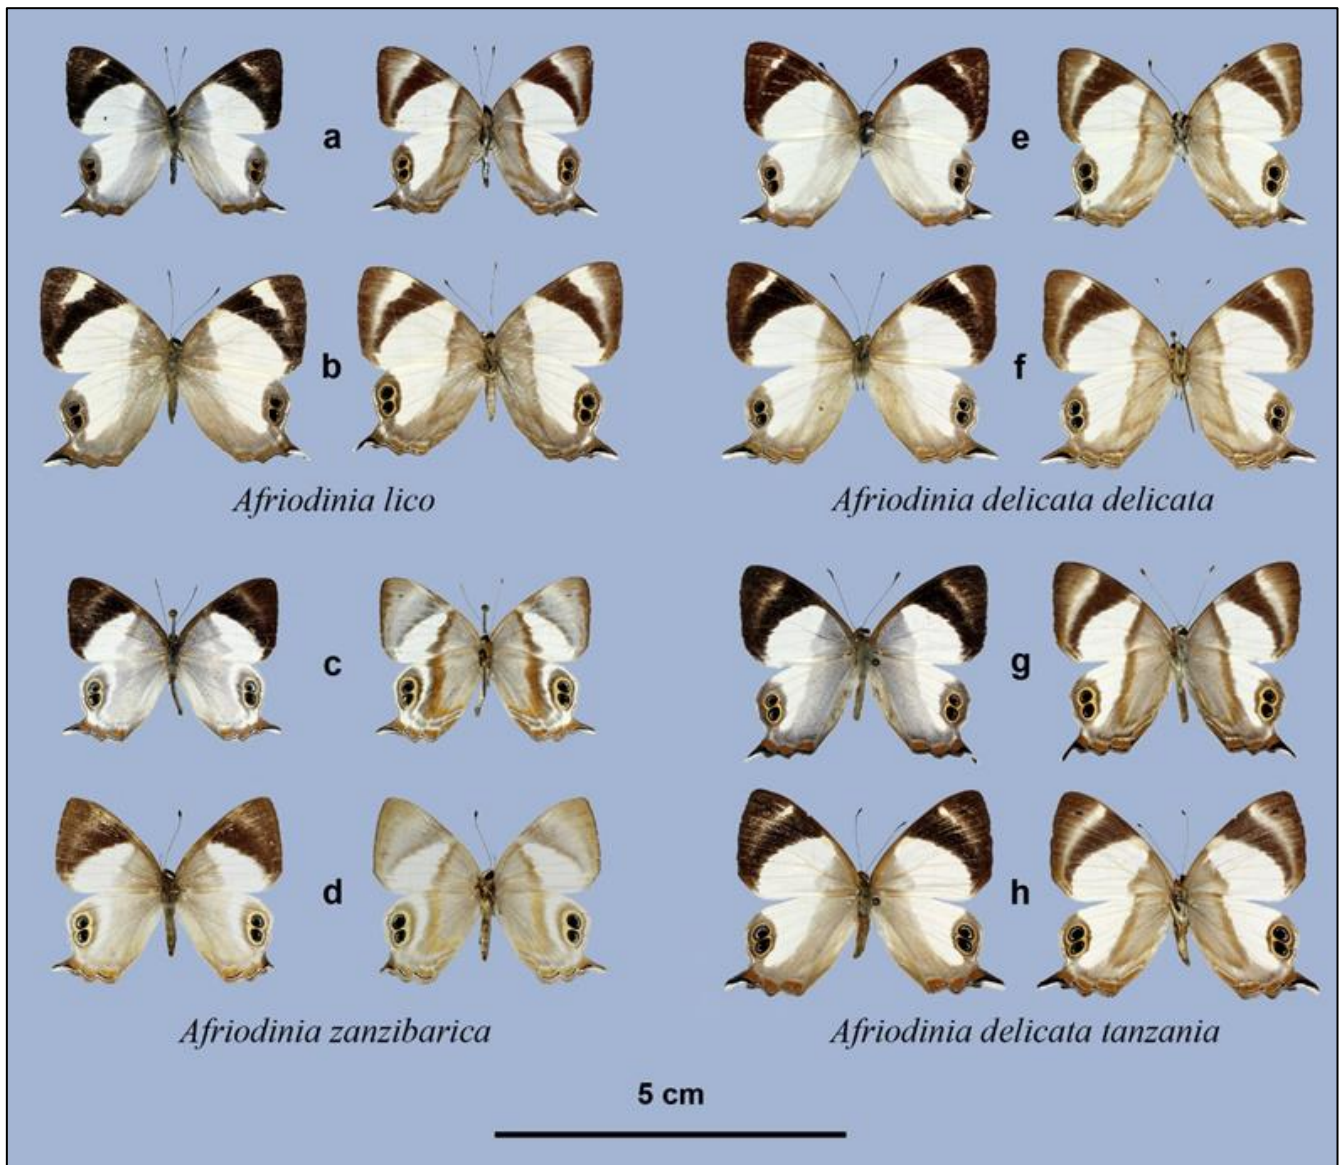 a
e
b
f
Afriodinia lico
Afriodinia delicata delicata
c
g
d
h
Afriodinia zanzibarica
Afriodinia delicata tanzania
5 cm